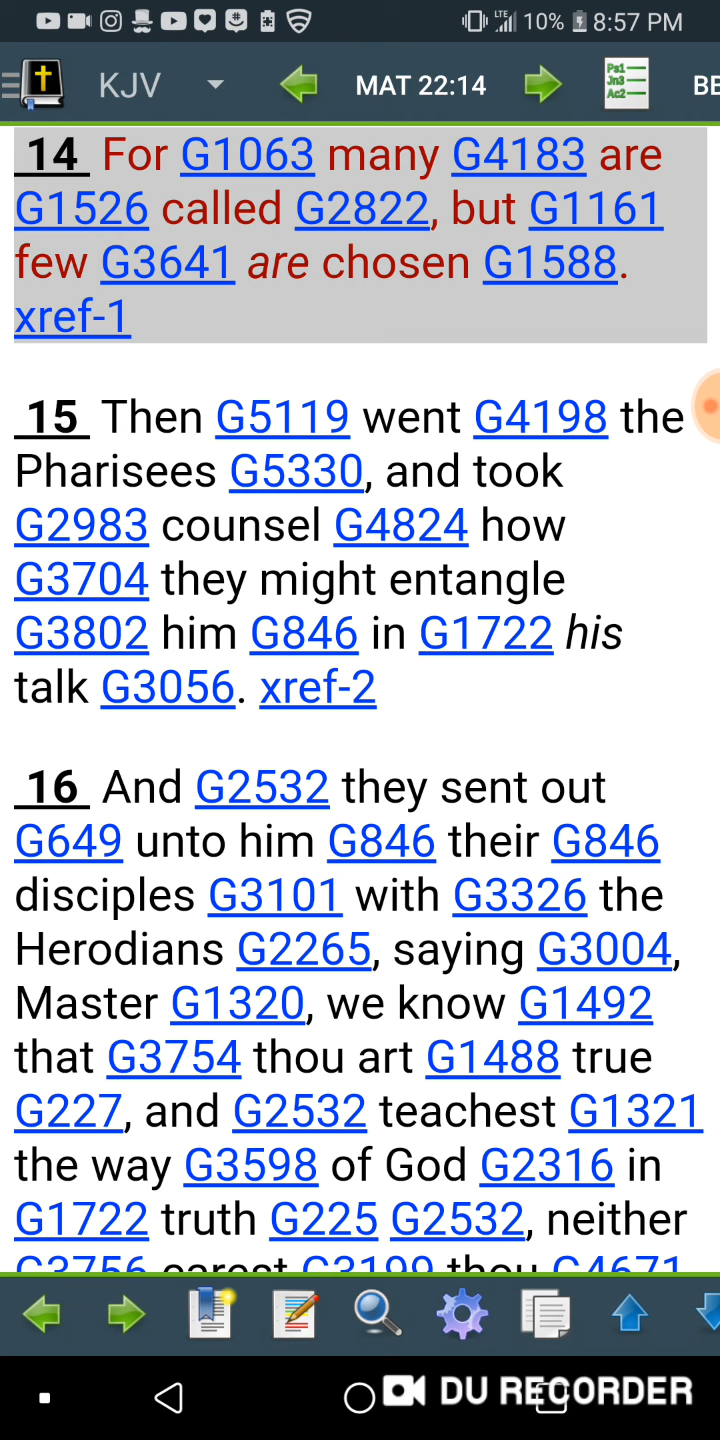 10% 8:57 PM
KJV MAT 22:14 BE
14 For G1063 many G4183 are
G1526 called G2822, but G1161
few G3641 are chosen G1588.
xref-1
15 Then G5119 went G4198 the
Pharisees G5330, and took
G2983 counsel G4824 how
G3704 they might entangle
G3802 him G846 in G1722 his
talk G3056. xref-2
16 And G2532 they sent out
G649 unto him G846 their G846
disciples G3101 with G3326 the
Herodians G2265, saying G3004,
Master G1320, we know G1492
that G3754 thou art G1488 true
G227, and G2532 teachest G1321
the way G3598 of God G2316 in
G1722 truth G225 G2532, neither
G3756 carest G3199 thou G4671
DU RECORDER